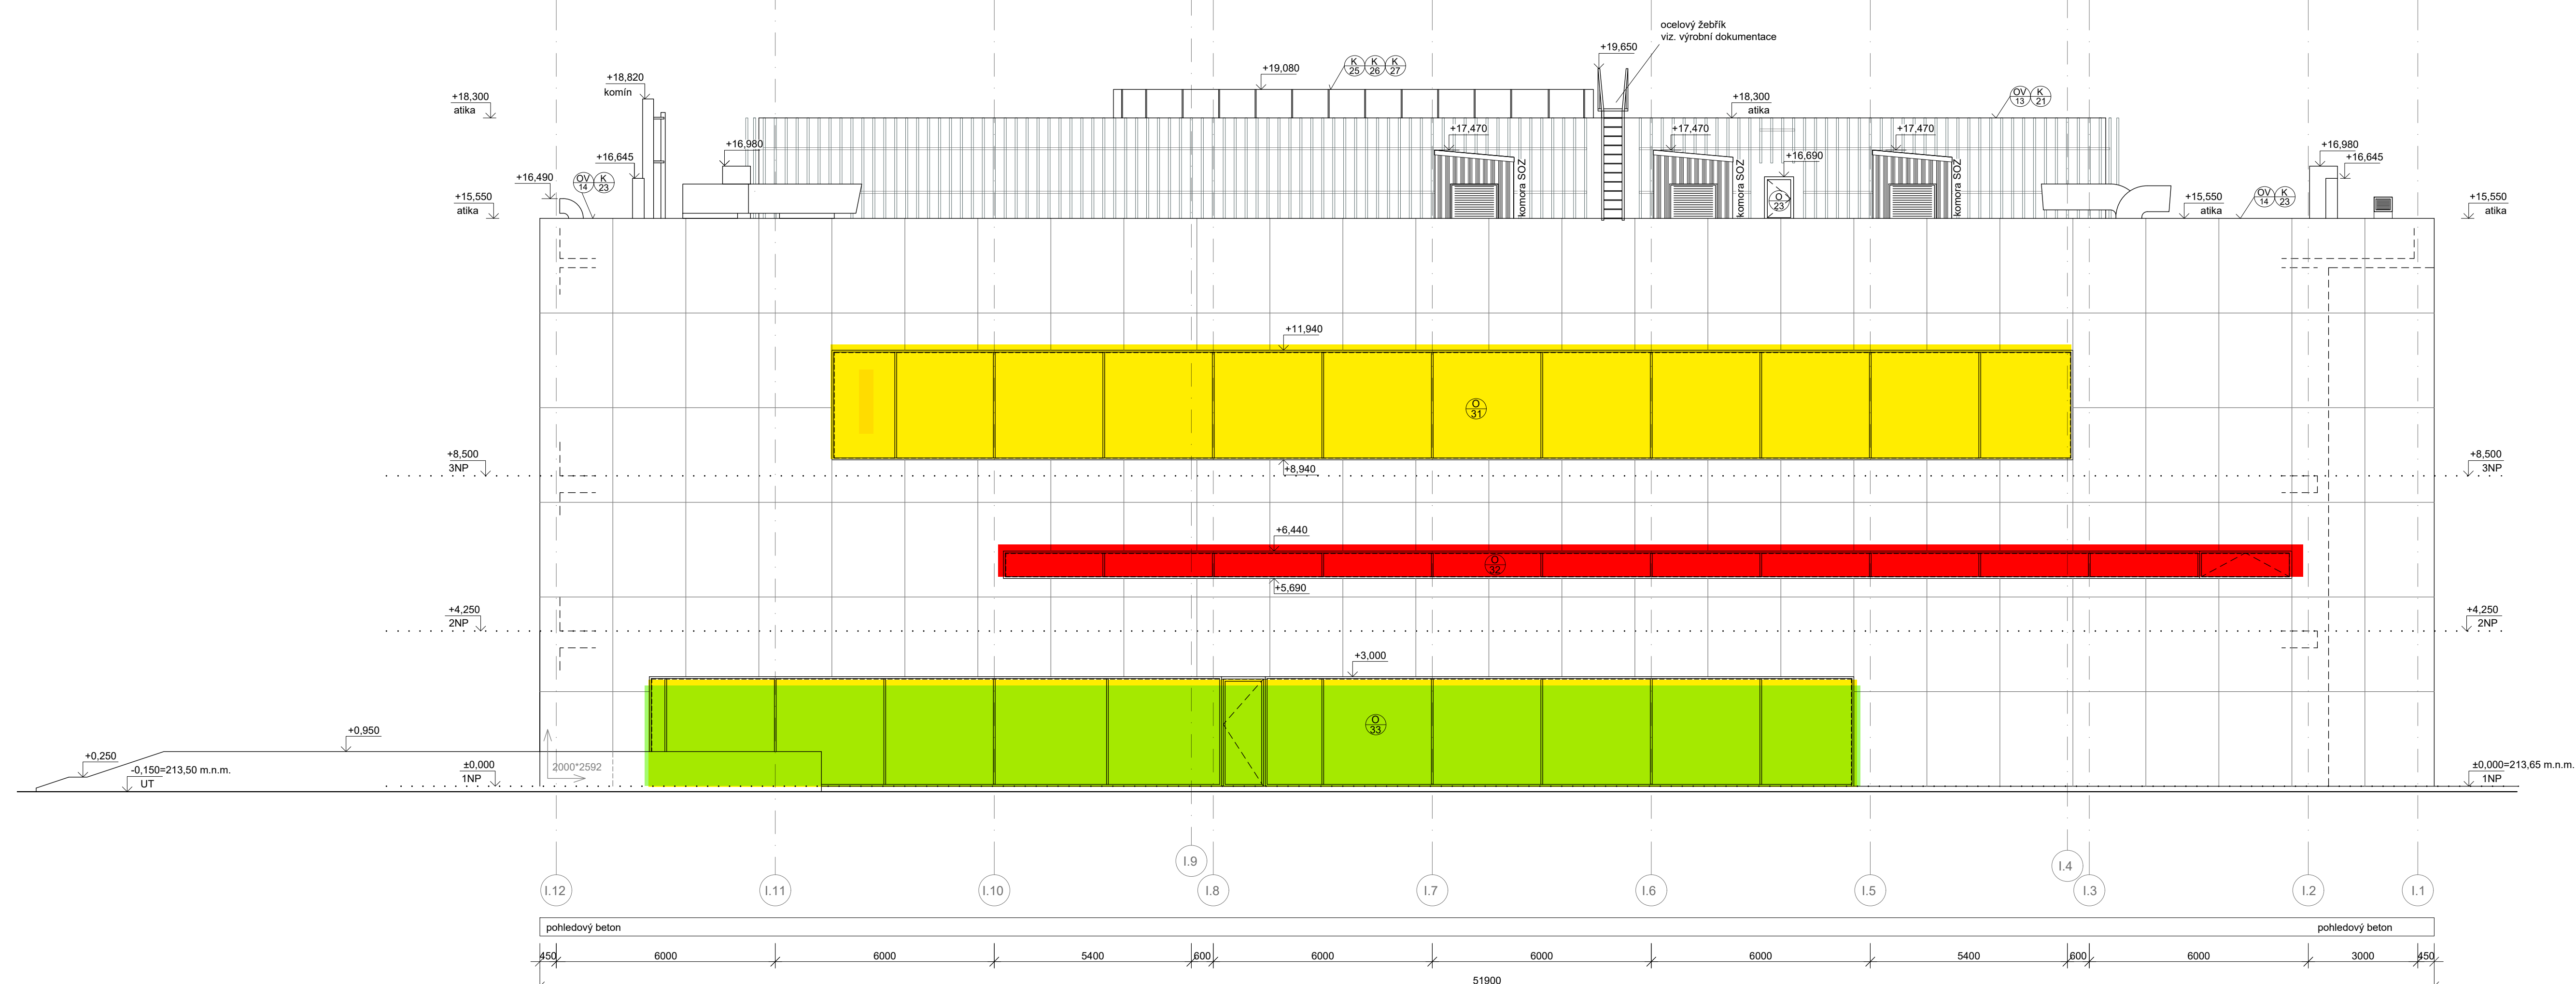 ocelový žebřík
viz. výrobní dokumentace
+19,650
+19,080
K K K
25 26 27
+18,820
komín
+18,300
atika
+18,300
atika
OV K
13 21
+17,470
+17,470
+17,470
+16,980
+16,645
+16,490
OV K
14 23
+15,550
atika
komora SOZ
komora SOZ
+16,690
O
23
komora SOZ
+16,980
+16,645
+15,550
atika
OV K
14 23
+15,550
atika
+11,940
O
31
+8,940
+8,500
3NP
+8,500
3NP
+6,440
O
32
+5,690
+4,250
2NP
+4,250
2NP
+3,000
O
33
+0,950
+0,250
-0,150=213,50 m.n.m.
UT
±0,000
1NP
2000*2592
±0,000=213,65 m.n.m.
1NP
I.12
I.11
I.10
I.9
I.8
I.7
I.6
I.5
I.4
I.3
I.2
I.1
pohledový beton
pohledový beton
450 6000 6000 5400 600 6000 6000 6000 5400 600 6000 3000 450
51900